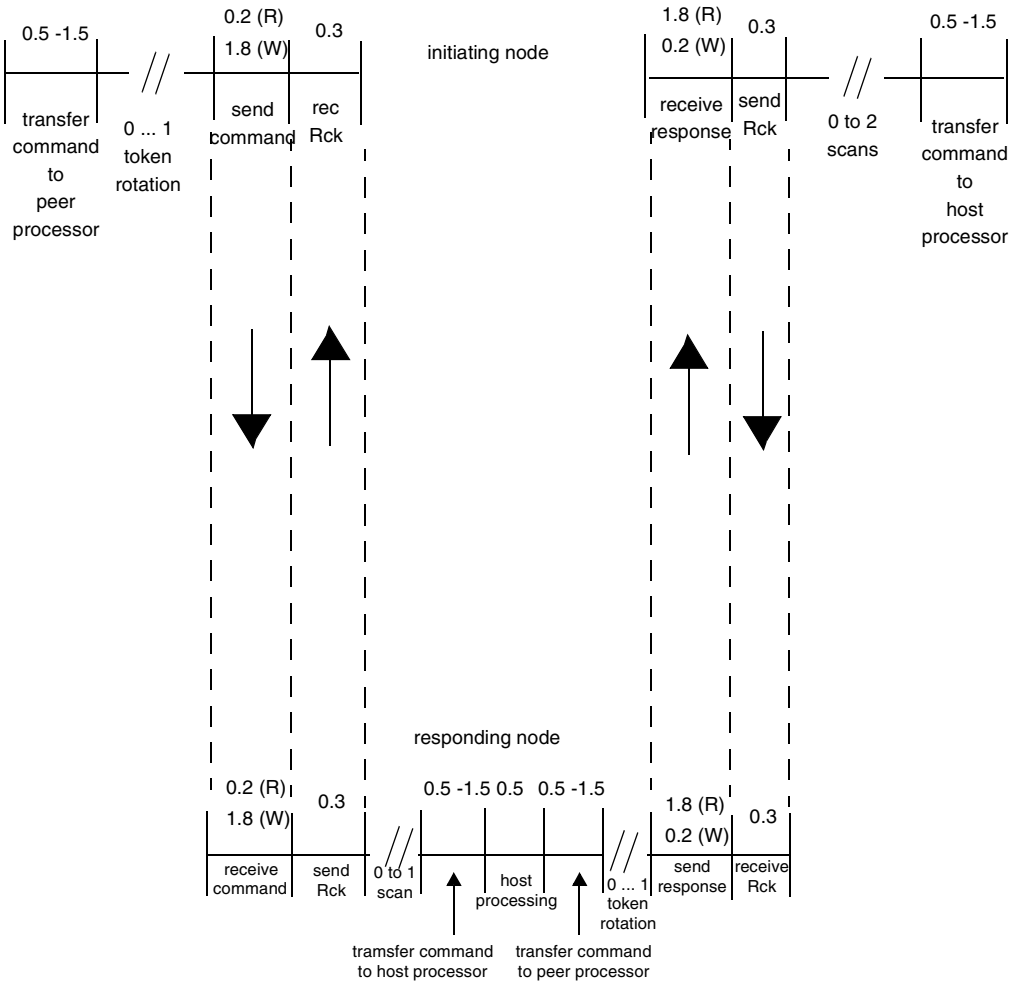 0.5 -1.5
0.2 (R)
1.8 (W)
0.3
initiating node
1.8 (R)
0.2 (W)
0.3
0.5 -1.5
transfer
command
to
peer
processor
0 ... 1
token
rotation
send
command
rec
Rck
receive
response
send
Rck
0 to 2
scans
transfer
command
to
host
processor
responding node
0.2 (R)
1.8 (W)
0.3
0.5 -1.5 0.5 0.5 -1.5
1.8 (R)
0.2 (W)
0.3
receive
command
send
Rck
0 to 1
scan
host
processing
0 ... 1
token
rotation
send
response
receive
Rck
tramsfer command
to host processor
transfer command
to peer processor